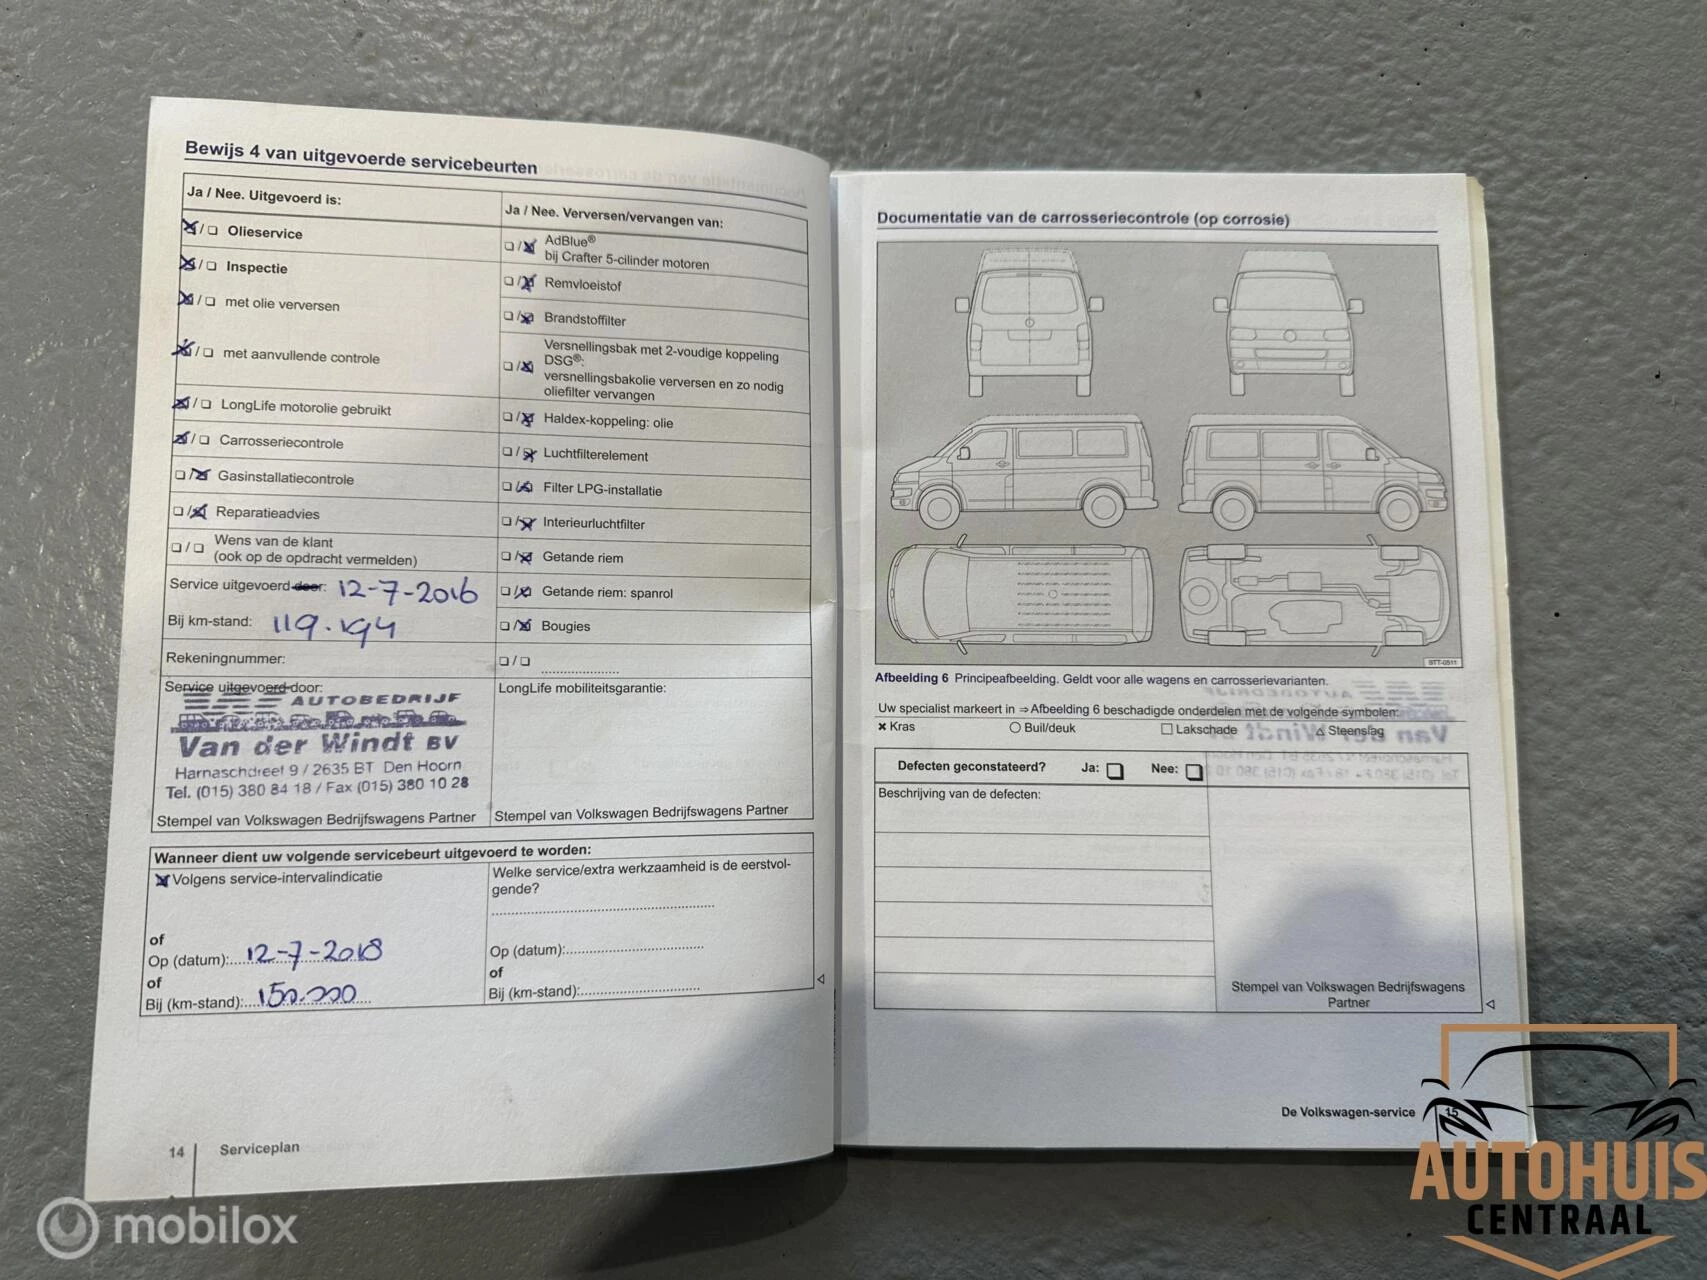 Bewijs 4 van uitgevoerde servicebeurten
Ja / Nee. Uitgevoerd is:
Olieservice
Inspectie
met olie verversen
met aanvullende controle
LongLife motorolie gebruikt
Carrosseriecontrole
Gasinstallatiecontrole
Reparatieadvies
Wens van de klant
(ook op de opdracht vermelden)
Service uitgevoerd door: 12-7-2016
Bij km-stand: 119.194
Rekeningnummer:
Service uitgevoerd door:
AUTOBEDRIJF
Van der Windt BV
Harnaschdreef 9 / 2635 BT Den Hoorn
Tel. (015) 380 84 18 / Fax (015) 380 10 28
Stempel van Volkswagen Bedrijfswagens Partner
Ja / Nee. Verversen/vervangen van:
AdBlue®
bij Crafter 5-cilinder motoren
Remvloeistof
Brandstoffilter
Versnellingsbak met 2-voudige koppeling
DSG®:
versnellingsbakolie verversen en zo nodig
oliefilter vervangen
Haldex-koppeling: olie
Luchtfilterelement
Filter LPG-installatie
Interieurluchtfilter
Getande riem
Getande riem: spanrol
Bougies
LongLife mobiliteitsgarantie:
Stempel van Volkswagen Bedrijfswagens Partner
Wanneer dient uw volgende servicebeurt uitgevoerd te worden:
Volgens service-intervalindicatie
of
Op (datum): 12-7-2018
of
Bij (km-stand): 150.000
Welke service/extra werkzaamheid is de eerstvol-
gende?
Op (datum):
of
Bij (km-stand):
14 Serviceplan
Documentatie van de carrosseriecontrole (op corrosie)
BTT-0511
Afbeelding 6 Principeafbeelding. Geldt voor alle wagens en carrosserievarianten.
Uw specialist markeert in ⇒ Afbeelding 6 beschadigde onderdelen met de volgende symbolen:
Kras Buil/deuk Lakschade Steenslag
Defecten geconstateerd? Ja: Nee:
Beschrijving van de defecten:
Stempel van Volkswagen Bedrijfswagens
Partner
De Volkswagen-service 15
mobilox
AUTOHUIS
CENTRAAL